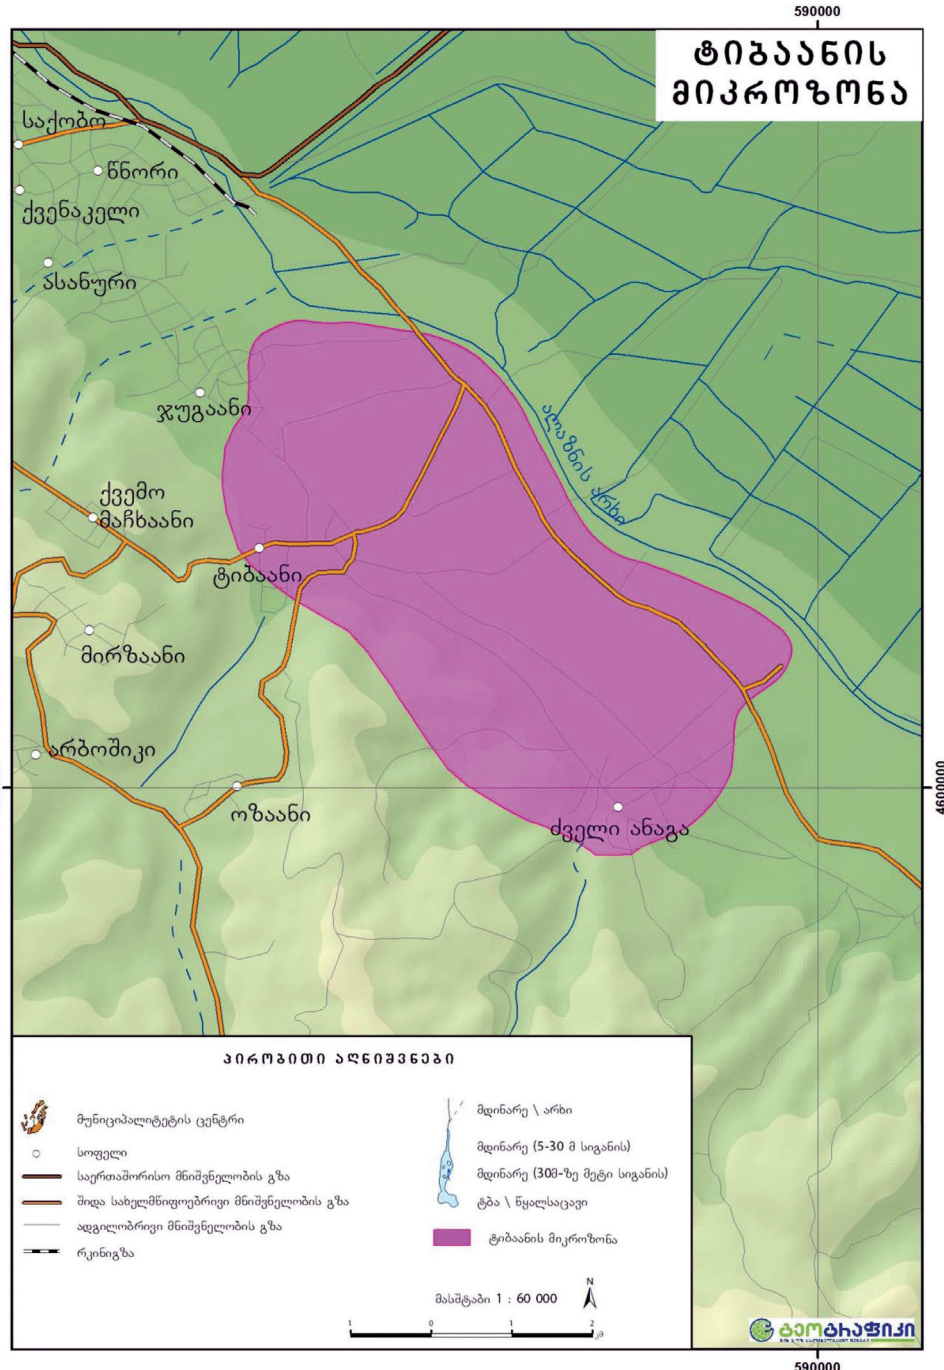 590000
ტიბაანის
მიკროზონა
საქობო
წნორი
ქვენაკელი
ასანური
ჯუგაანი
ალაზნის არხი
ქვემო
მაჩხაანი
ტიბაანი
მირზაანი
არბოშიკი
ოზაანი
4600000
ძველი ანაგა
პირობითი აღნიშვნები
მუნიციპალიტეტის ცენტრი
სოფელი
საერთაშორისო მნიშვნელობის გზა
შიდა სახელმწიფოებრივი მნიშვნელობის გზა
ადგილობრივი მნიშვნელობის გზა
რკინიგზა
მდინარე \ არხი
მდინარე (5-30 მ სიგანის)
მდინარე (30მ-ზე მეტი სიგანის)
ტბა \ წყალსაცავი
ტიბაანის მიკროზონა
მასშტაბი 1 : 60 000
N
1 0 1 2
კმ
გეოგრაფიკი
590000